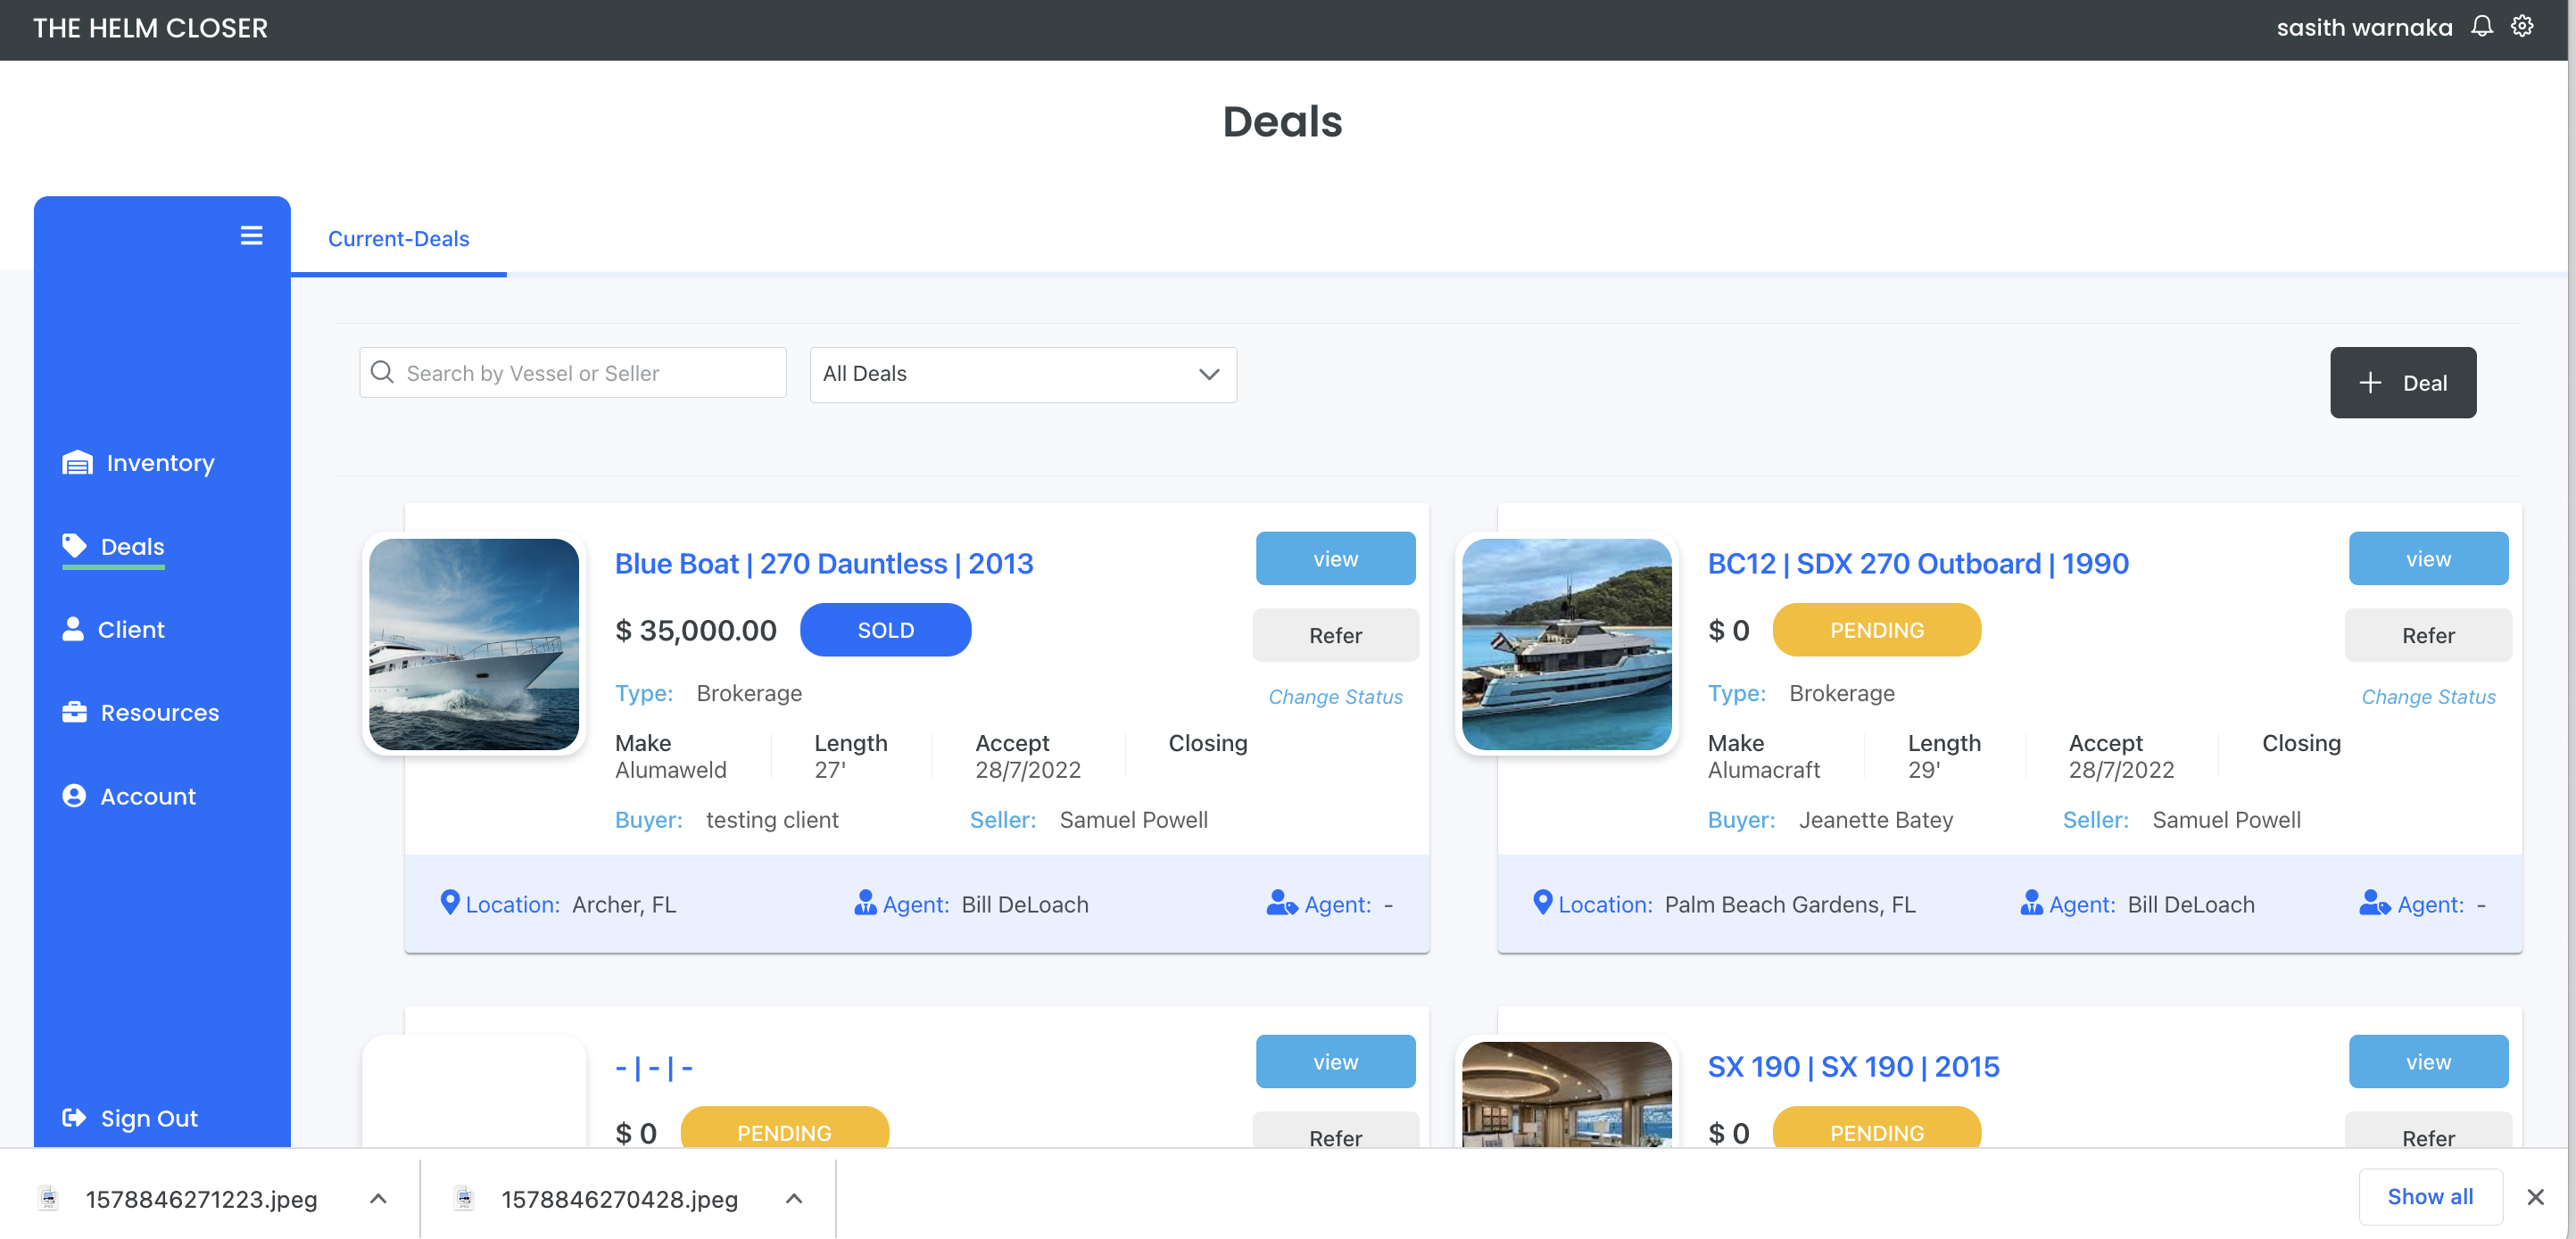 THE HELM CLOSER
sasith warnaka
Deals
Current-Deals
Search by Vessel or Seller
All Deals
Deal
Inventory
Deals
Client
Resources
Account
Sign Out
Blue Boat | 270 Dauntless | 2013
view
$ 35,000.00 SOLD
Refer
Type: Brokerage
Change Status
Make Length Accept Closing
Alumaweld 27' 28/7/2022
Buyer: testing client Seller: Samuel Powell
Location: Archer, FL Agent: Bill DeLoach Agent: -
BC12 | SDX 270 Outboard | 1990
view
$ 0 PENDING
Refer
Type: Brokerage
Change Status
Make Length Accept Closing
Alumacraft 29' 28/7/2022
Buyer: Jeanette Batey Seller: Samuel Powell
Location: Palm Beach Gardens, FL Agent: Bill DeLoach Agent: -
- | - | -
view
$ 0 PENDING
Refer
SX 190 | SX 190 | 2015
view
$ 0 PENDING
Refer
1578846271223.jpeg
1578846270428.jpeg
Show all